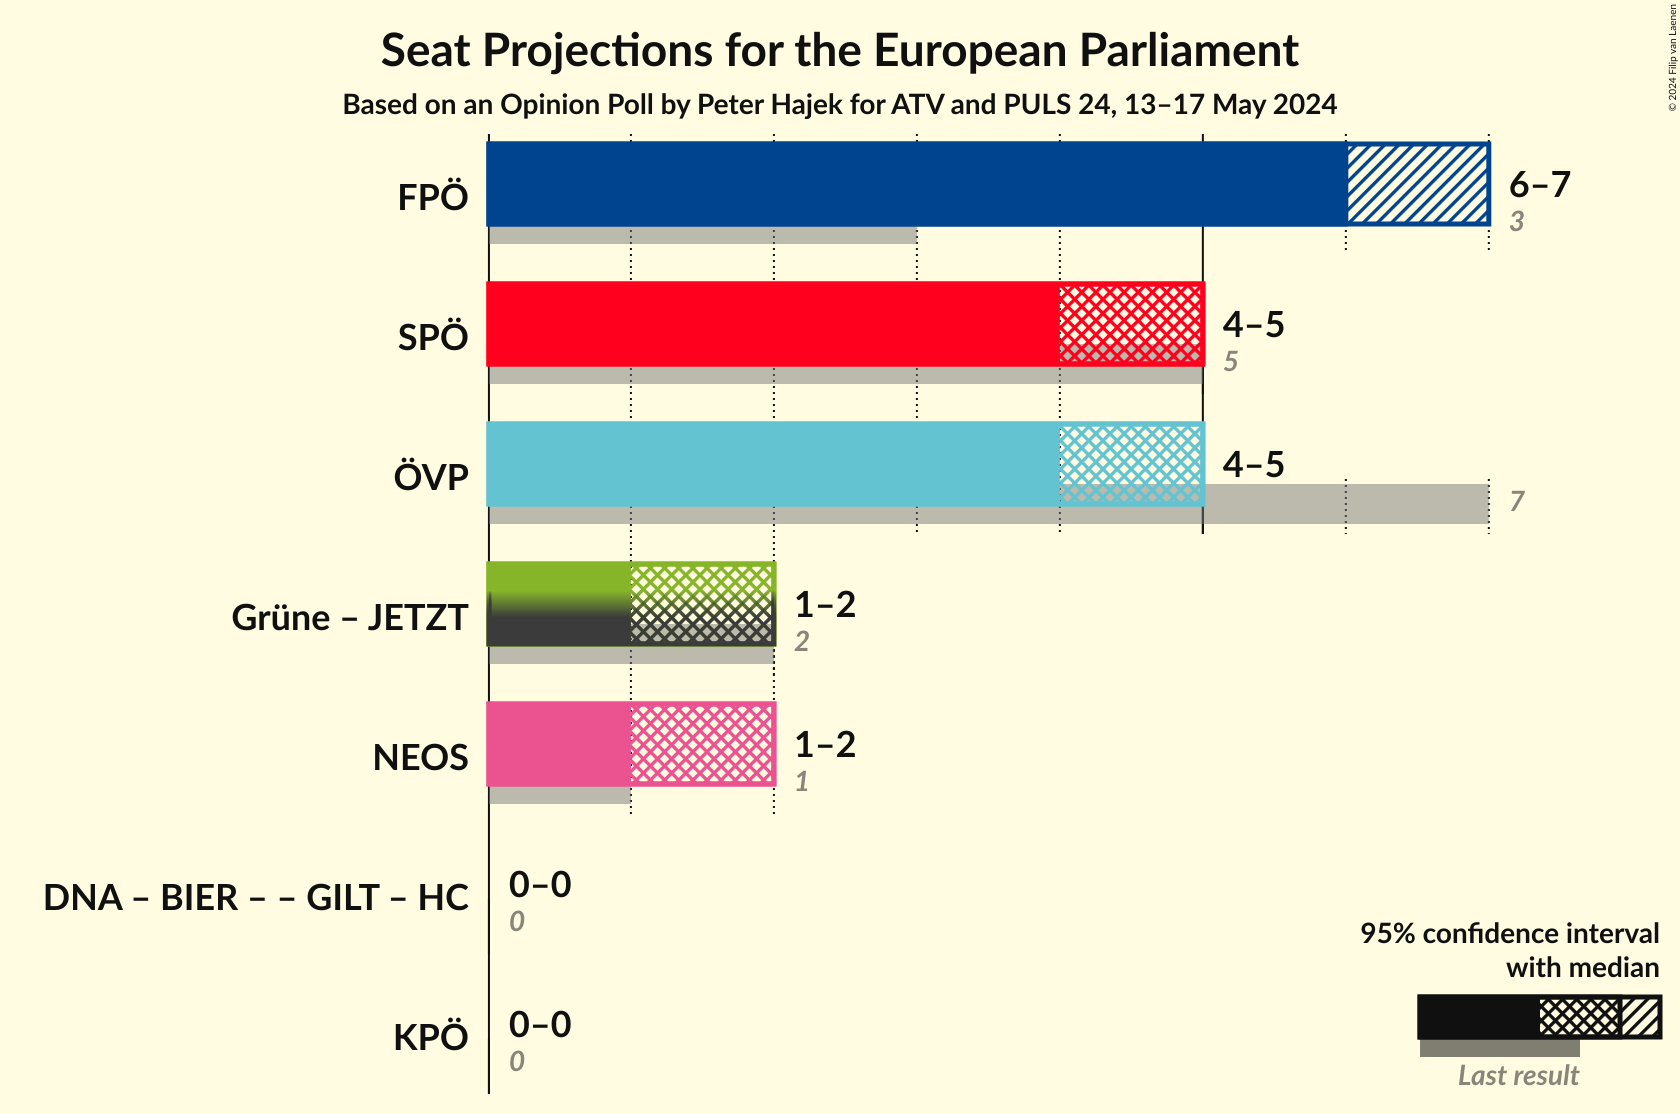 Seat Projections for the European Parliament
Based on an Opinion Poll by Peter Hajek for ATV and PULS 24, 13–17 May 2024
© 2024 Filip van Laenen
FPÖ
6–7
3
SPÖ
4–5
5
ÖVP
4–5
7
Grüne – JETZT
1–2
2
NEOS
1–2
1
DNA – BIER – – GILT – HC
0–0
0
KPÖ
0–0
0
95% confidence interval
with median
Last result